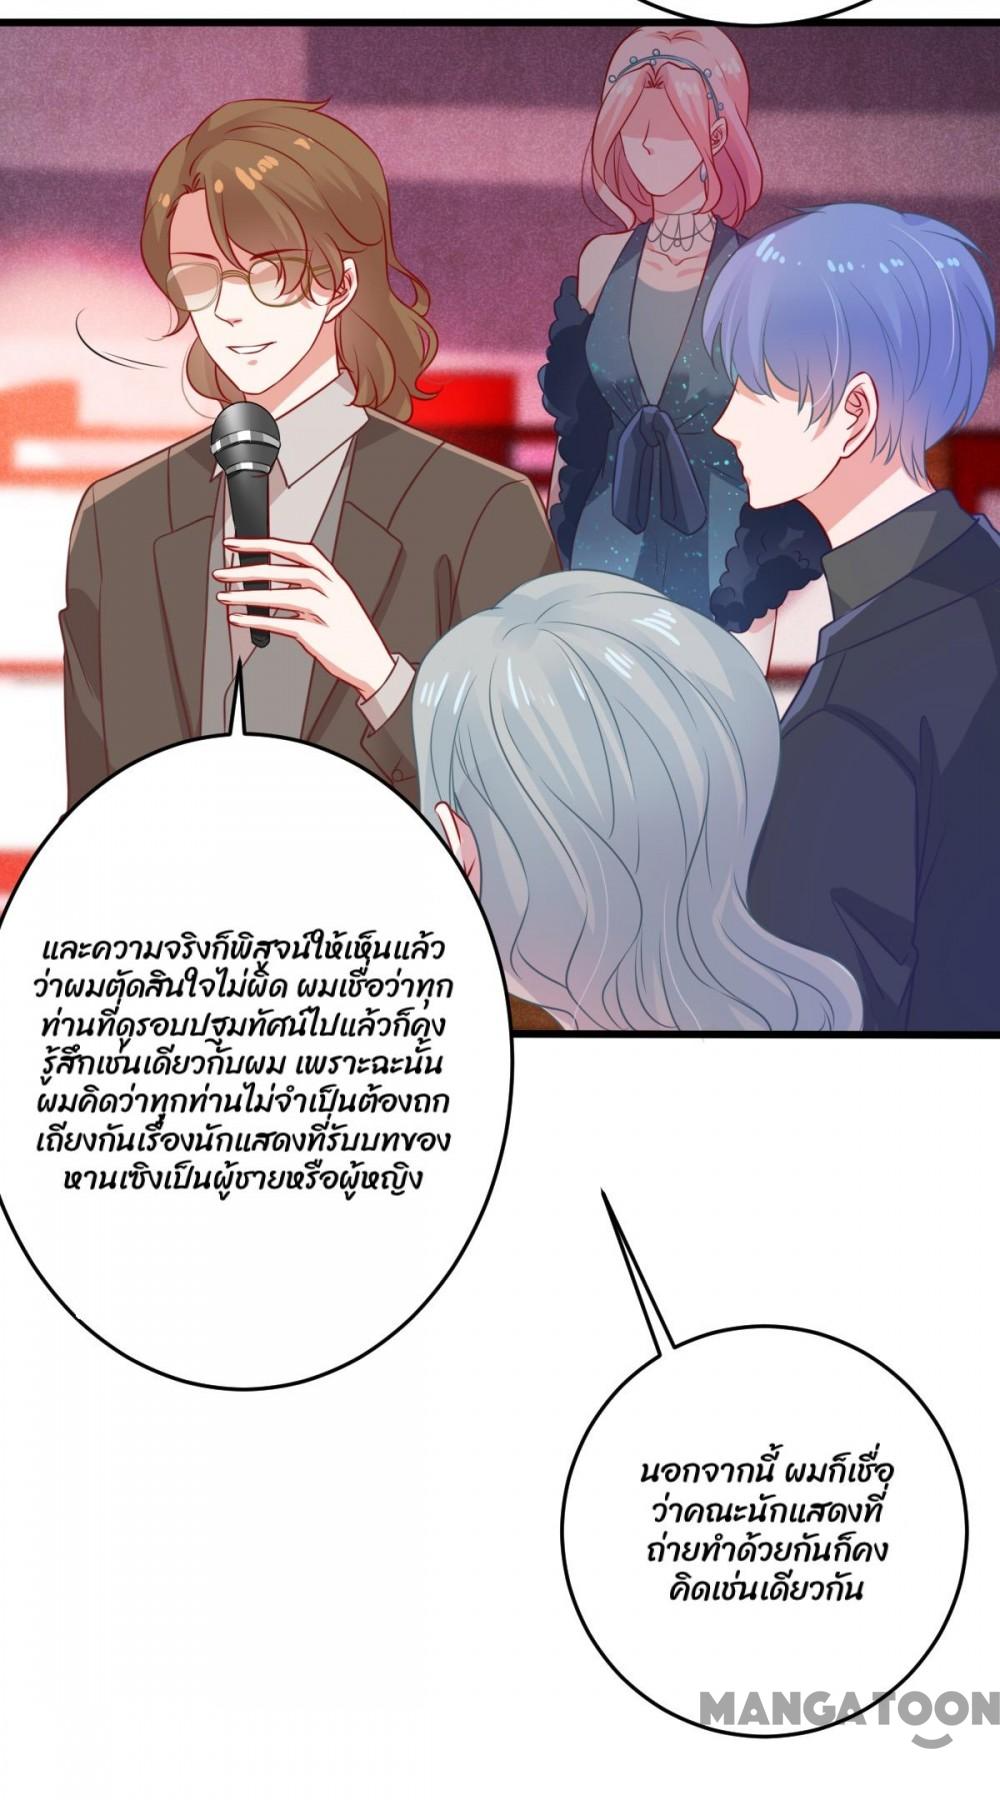 และความจริงก็พิสูจน์ให้เห็นแล้ว
ว่าผมตัดสินใจไม่ผิด ผมเชื่อว่าทุก
ท่านที่ดูรอบปฐมทัศน์ไปแล้วก็คง
รู้สึกเช่นเดียวกับผม เพราะฉะนั้น
ผมคิดว่าทุกท่านไม่จำเป็นต้องถก
เถียงกันเรื่องนักแสดงที่รับบทของ
หานเซิงเป็นผู้ชายหรือผู้หญิง
นอกจากนี้ ผมก็เชื่อ
ว่าคณะนักแสดงที่
ถ่ายทำด้วยกันก็คง
คิดเช่นเดียวกัน
MANGATOON